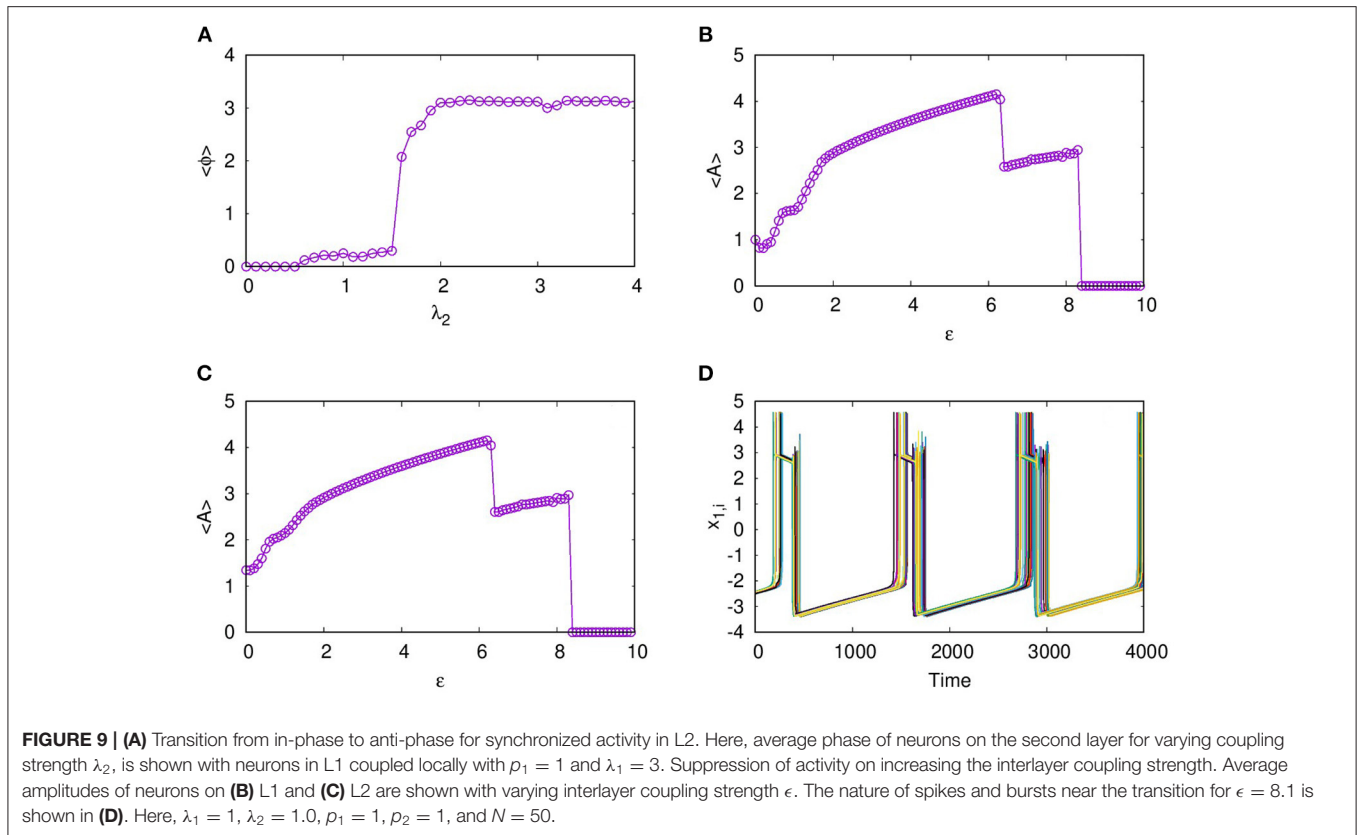 A
4
3
2
1
0
<ϕ>
0 1 2 3 4
λ2
B
5
4
3
2
1
0
<A>
0 2 4 6 8 10
ε
C
5
4
3
2
1
0
<A>
0 2 4 6 8 10
ε
D
5
4
3
2
1
0
-1
-2
-3
-4
x1,i
0 1000 2000 3000 4000
Time
FIGURE 9 | (A) Transition from in-phase to anti-phase for synchronized activity in L2. Here, average phase of neurons on the second layer for varying coupling
strength λ2, is shown with neurons in L1 coupled locally with p1 = 1 and λ1 = 3. Suppression of activity on increasing the interlayer coupling strength. Average
amplitudes of neurons on (B) L1 and (C) L2 are shown with varying interlayer coupling strength ϵ. The nature of spikes and bursts near the transition for ϵ = 8.1 is
shown in (D). Here, λ1 = 1, λ2 = 1.0, p1 = 1, p2 = 1, and N = 50.